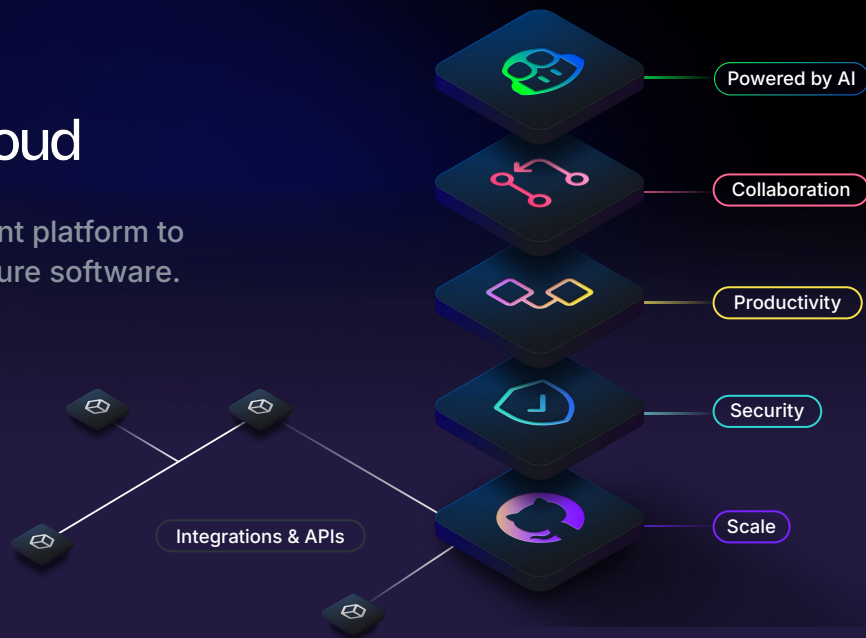 oud
nt platform to
ure software.
Powered by AI
Collaboration
Productivity
Security
Scale
Integrations & APIs